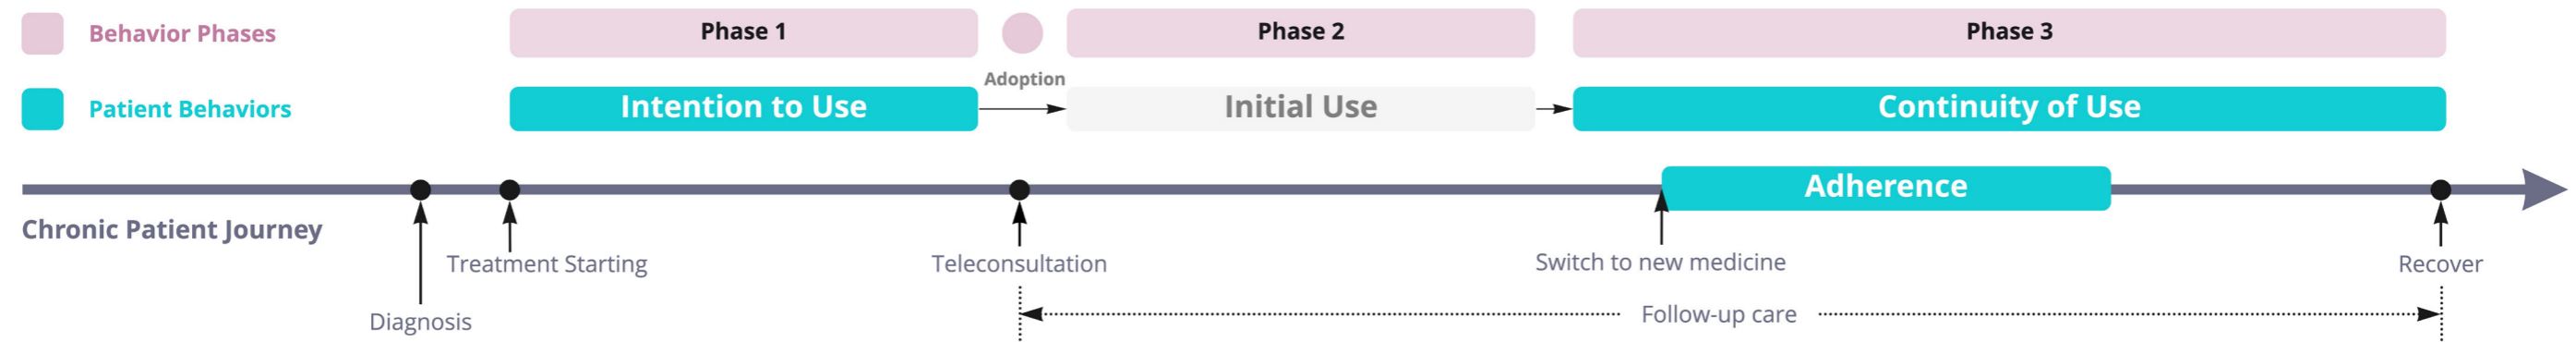 Behavior Phases
Phase 1
Phase 2
Phase 3
Adoption
Patient Behaviors
Intention to Use
Initial Use
Continuity of Use
Adherence
Chronic Patient Journey
Treatment Starting
Teleconsultation
Switch to new medicine
Recover
Diagnosis
Follow-up care